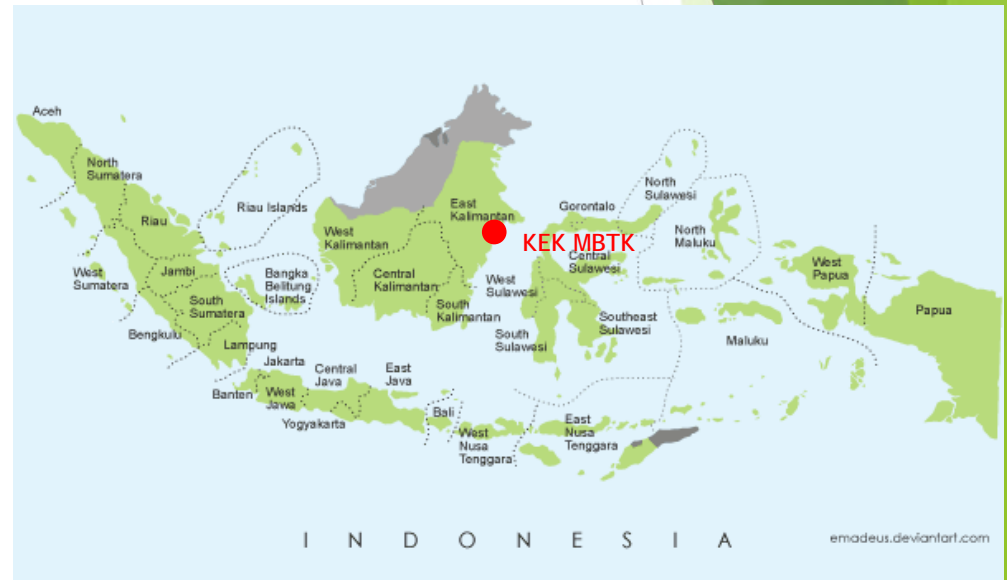 Aceh
North
Sumatera
Riau Islands
Riau
West
Sumatera
Jambi
Bangka
Belitung
Islands
South
Sumatera
Bengkulu
Lampung
Jakarta
Banten
West
Jawa
Central
Java
East
Java
Yogyakarta
Bali
West
Nusa
Tenggara
East
Nusa
Tenggara
West
Kalimantan
Central
Kalimantan
East
Kalimantan
South
Kalimantan
KEK MBTK
Gorontalo
North
Sulawesi
Central
Sulawesi
West
Sulawesi
South
Sulawesi
Southeast
Sulawesi
North
Maluku
Maluku
West
Papua
Papua
INDONESIA
emadeus.deviantart.com